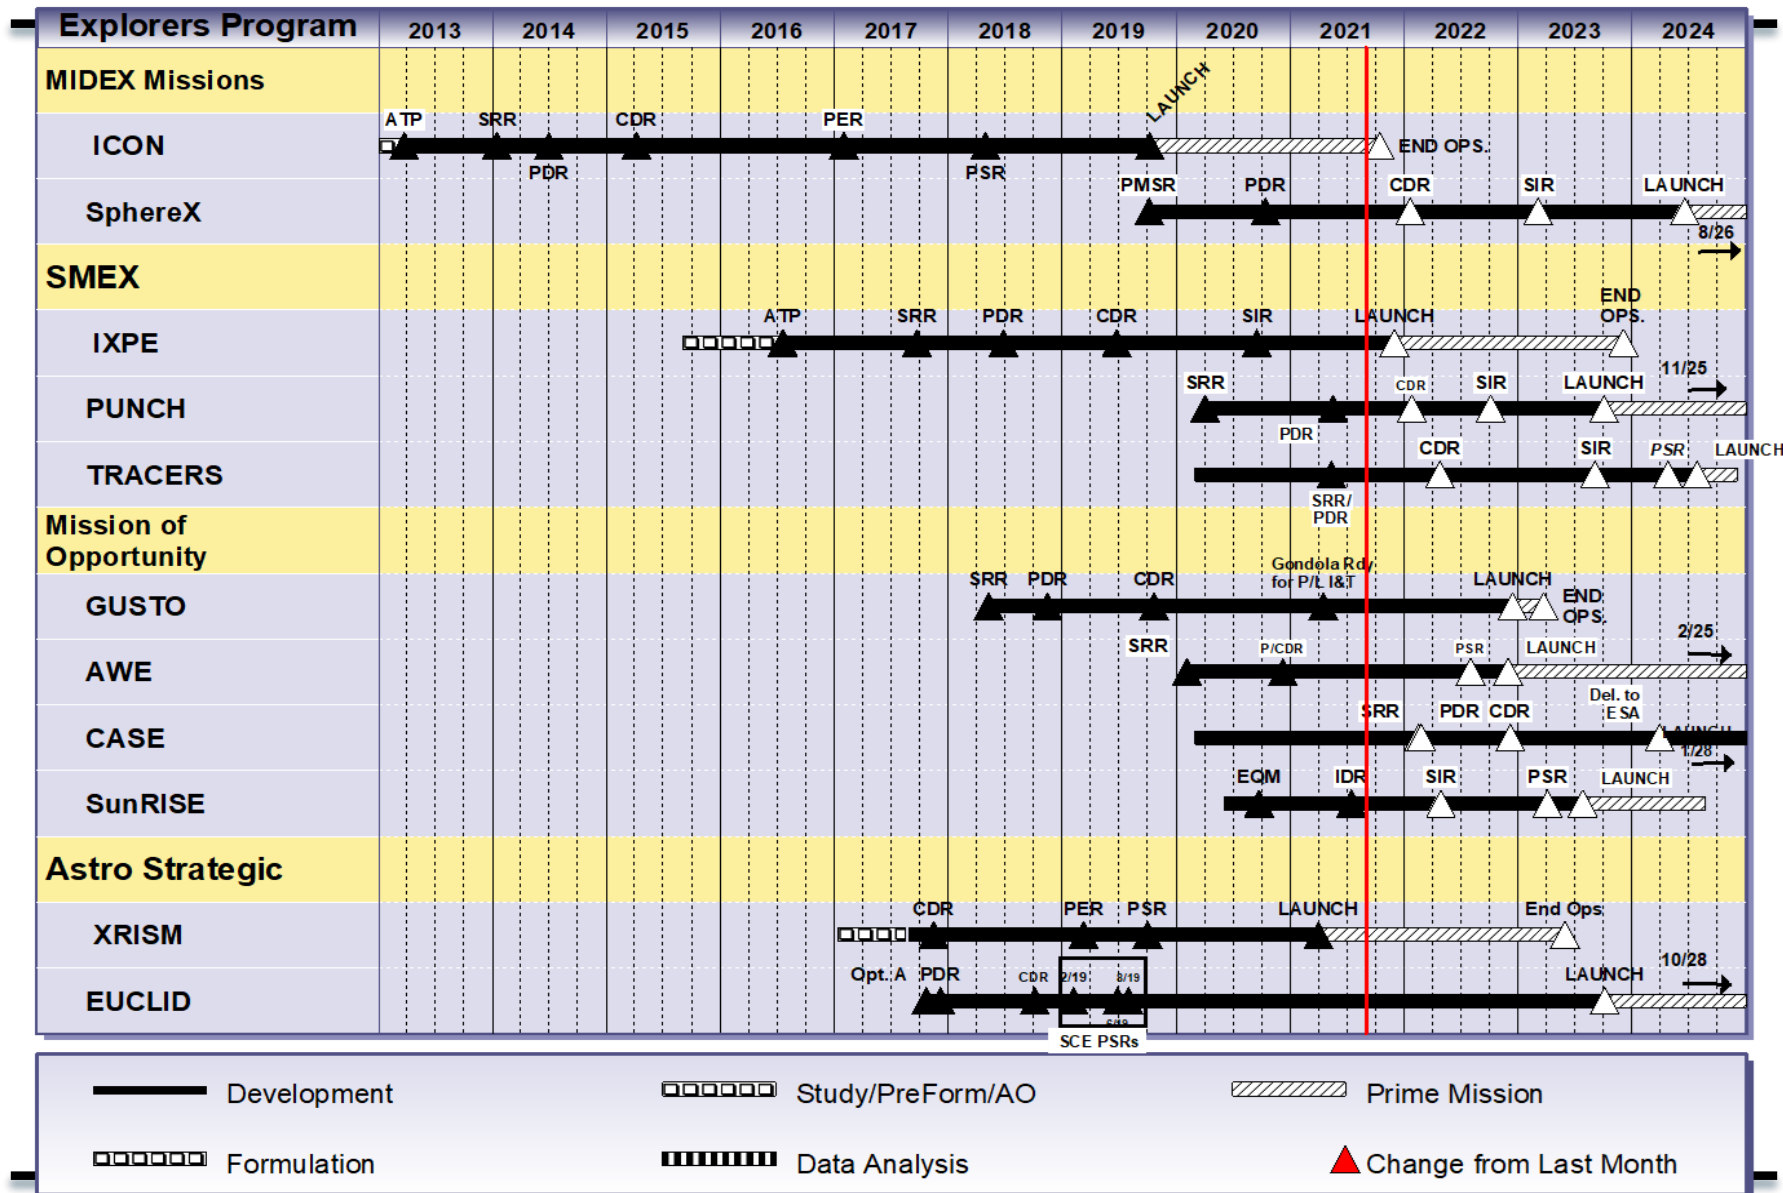 Explorers Program 2013 2014 2015 2016 2017 2018 2019 2020 2021 2022 2023 2024
MIDEX Missions
LAUNCH
ATP SRR CDR PER
ICON
END OPS.
PDR PSR
PMSR PDR CDR SIR LAUNCH
SphereX
8/26
SMEX
END
OPS.
ATP SRR PDR CDR SIR LAUNCH
IXPE
11/25
SRR CDR SIR LAUNCH
PUNCH
PDR
CDR SIR PSR LAUNCH
TRACERS
SRR/
PDR
Mission of
Opportunity
Gondola Rdy
for P/L I&T
SRR PDR CDR LAUNCH
GUSTO
END
OPS.
2/25
SRR P/CDR PSR LAUNCH
AWE
Del. to
ESA
SRR PDR CDR
CASE
LAUNCH
1/28
EQM IDR SIR PSR LAUNCH
SunRISE
Astro Strategic
CDR PER PSR LAUNCH End Ops
XRISM
10/28
Opt. A PDR CDR 2/19 8/19 LAUNCH
EUCLID
SCE PSRs
Development Study/PreForm/AO Prime Mission
Formulation Data Analysis Change from Last Month